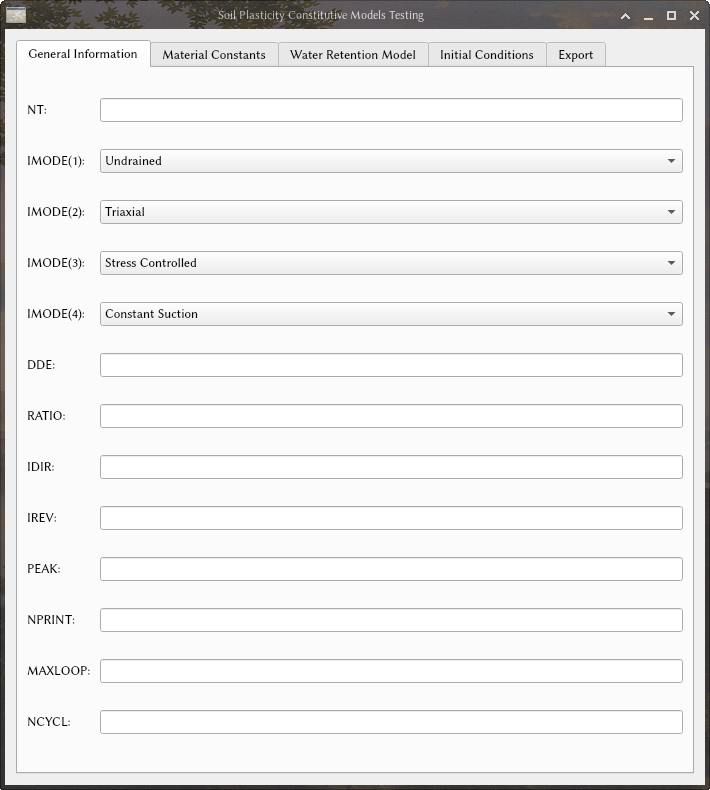 Soil Plasticity Constitutive Models Testing
General Information Material Constants Water Retention Model Initial Conditions Export
NT:
IMODE(1): Undrained
IMODE(2): Triaxial
IMODE(3): Stress Controlled
IMODE(4): Constant Suction
DDE:
RATIO:
IDIR:
IREV:
PEAK:
NPRINT:
MAXLOOP:
NCYCL: